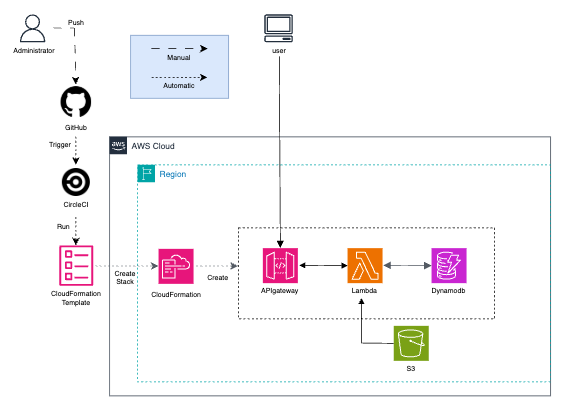 Push
Administrator
user
Manual
Automatic
GitHub
Trigger
aws
AWS Cloud
Region
CircleCI
Run
Create
Stack
Create
CloudFormation
Template
CloudFormation
APIgateway
Lambda
Dynamodb
S3